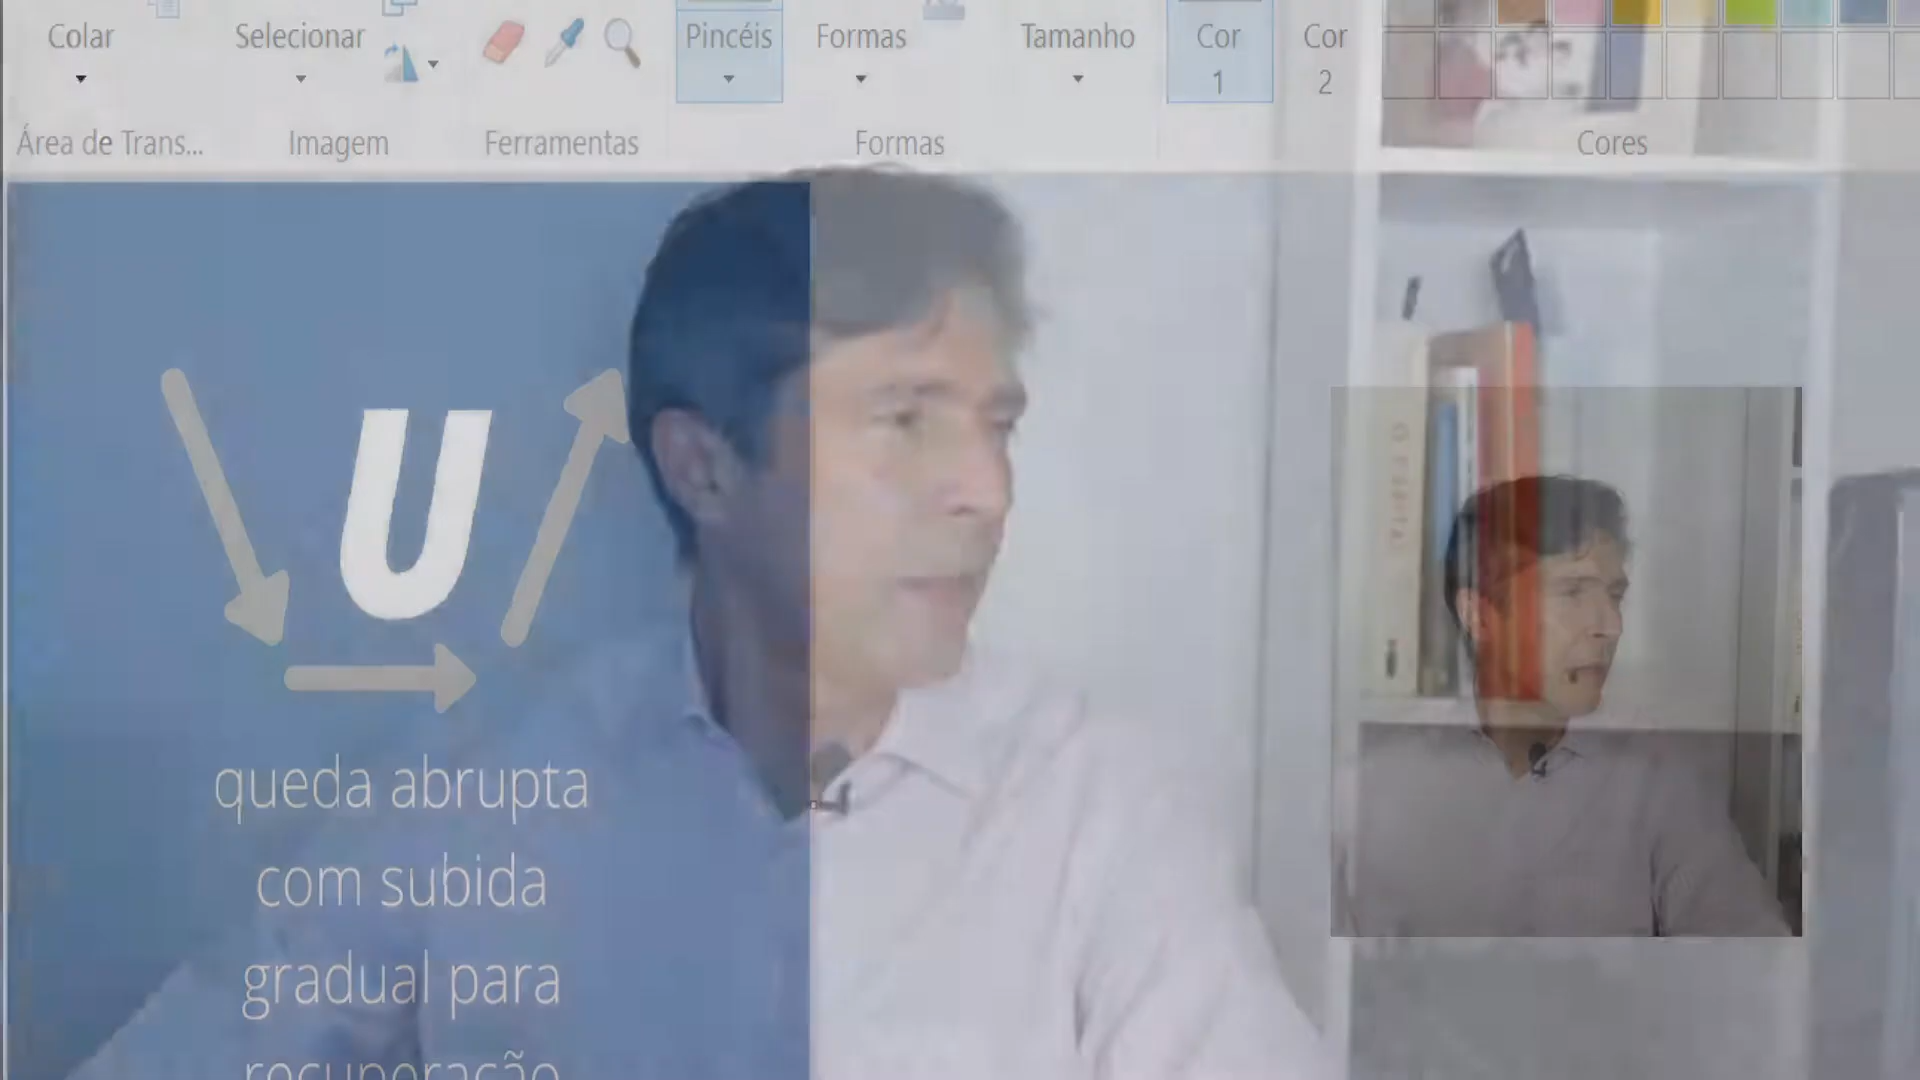 Colar
Selecionar
Pincéis
Formas
Tamanho
Cor
1
Cor
2
Área de Trans...
Imagem
Ferramentas
Formas
Cores
U
queda abrupta
com subida
gradual para
recuperação